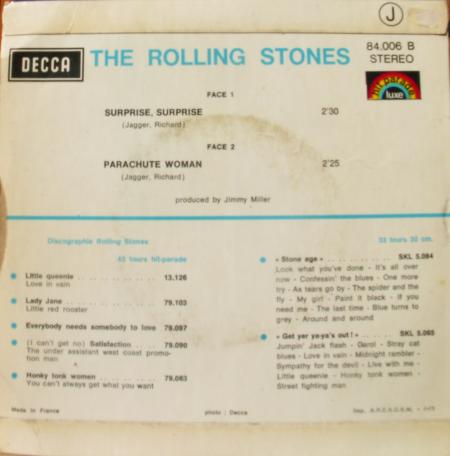 J
DECCA
THE ROLLING STONES
84.006 B
STEREO
hit parade
luxe
FACE 1
SURPRISE, SURPRISE 2'30
(Jagger, Richard)
FACE 2
PARACHUTE WOMAN 2'25
(Jagger, Richard)
produced by Jimmy Miller
Discographie Rolling Stones
45 tours hit-parade
Little queenie 13.126
Love in vain
Lady Jane 79.103
Little red rooster
Everybody needs somebody to love 79.097
(I can't get no) Satisfaction 79.090
The under assistant west coast promo-
tion man
Honky tonk women 79.083
You can't always get what you want
33 tours 30 cm.
« Stone age » SKL 5.084
Look what you've done - It's all over
now - Confessin' the blues - One more
try - As tears go by - The spider and the
fly - My girl - Paint it black - If you
need me - The last time - Blue turns to
grey - Around and around
« Get yer ya-ya's out! » SKL 5.065
Jumpin' Jack flash - Carol - Stray cat
blues - Love in vain - Midnight rambler -
Sympathy for the devil - Live with me -
Little queenie - Honky tonk women -
Street fighting man
Made in France
photo : Decca